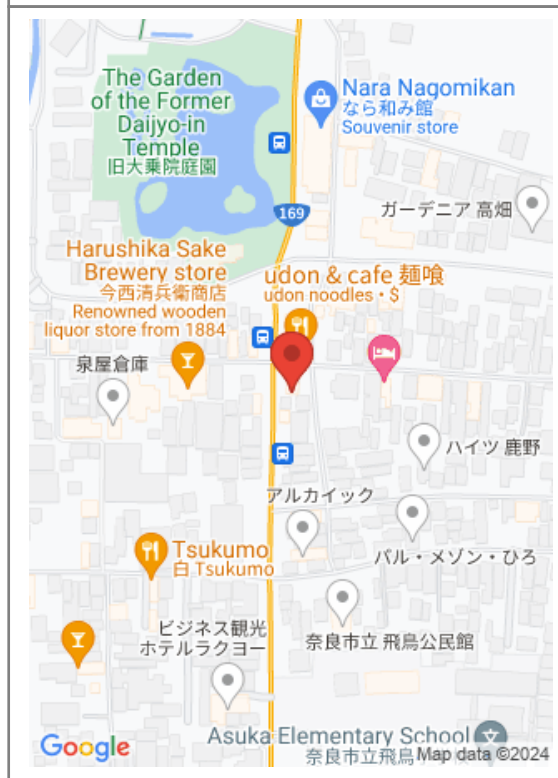 The Garden
of the Former
Daijyo-in
Temple
旧大乗院庭園
Nara Nagomikan
なら和み館
Souvenir store
169
ガーデニア 高畑
Harushika Sake
Brewery store
今西清兵衛商店
Renowned wooden
liquor store from 1884
udon & cafe 麺喰
udon noodles • $
泉屋倉庫
ハイツ 鹿野
アルカイック
Tsukumo
白 Tsukumo
パル・メゾン・ひろ
ビジネス観光
ホテルラクヨー
奈良市立 飛鳥公民館
Asuka Elementary School
奈良市立飛鳥
Google
Map data ©2024